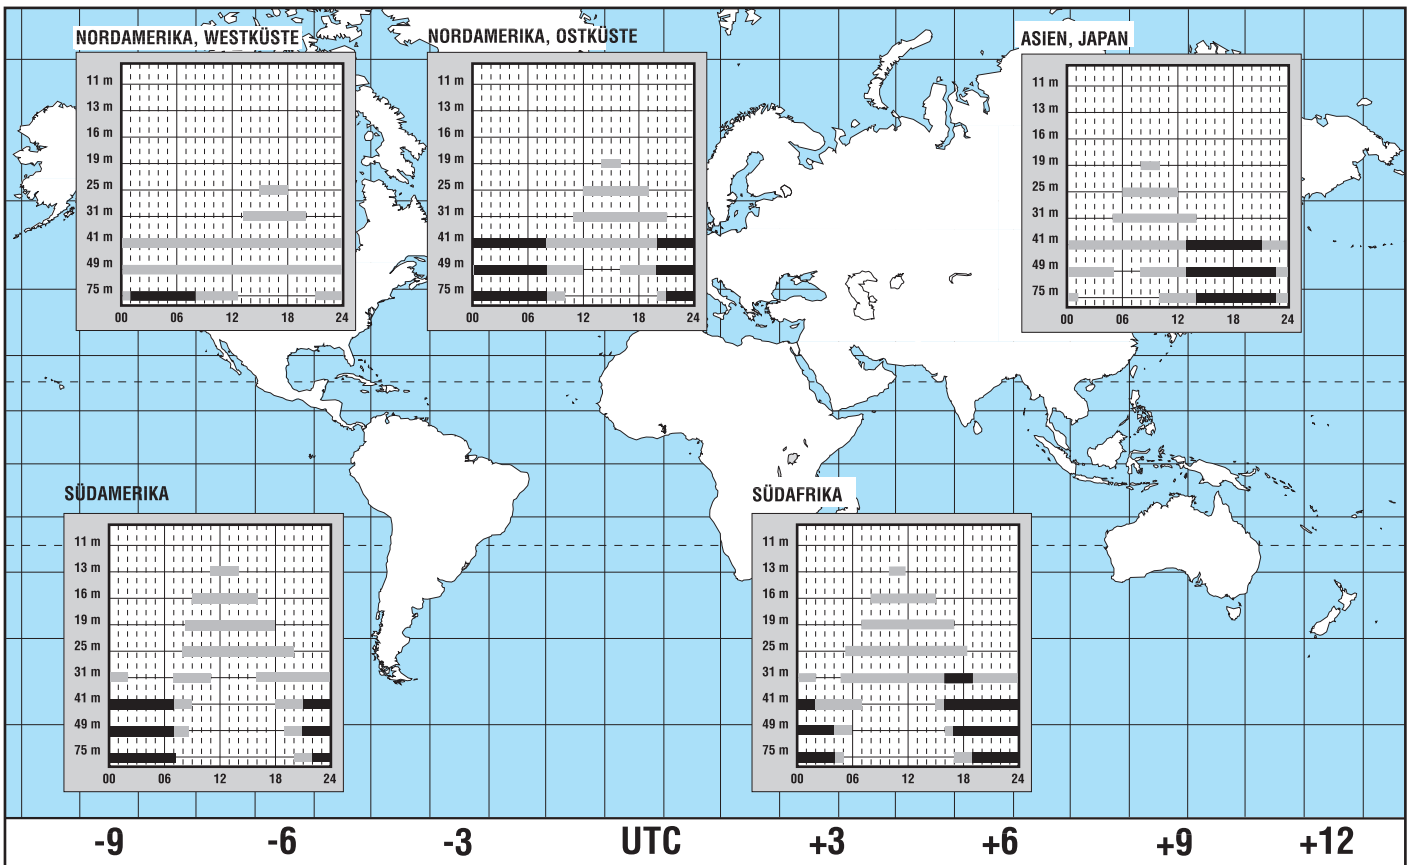 NORDAMERIKA, WESTKÜSTE
11 m
13 m
16 m
19 m
25 m
31 m
41 m
49 m
75 m
00 06 12 18 24
NORDAMERIKA, OSTKÜSTE
11 m
13 m
16 m
19 m
25 m
31 m
41 m
49 m
75 m
00 06 12 18 24
ASIEN, JAPAN
11 m
13 m
16 m
19 m
25 m
31 m
41 m
49 m
75 m
00 06 12 18 24
SÜDAMERIKA
11 m
13 m
16 m
19 m
25 m
31 m
41 m
49 m
75 m
00 06 12 18 24
SÜDAFRIKA
11 m
13 m
16 m
19 m
25 m
31 m
41 m
49 m
75 m
00 06 12 18 24
-9 -6 -3 UTC +3 +6 +9 +12